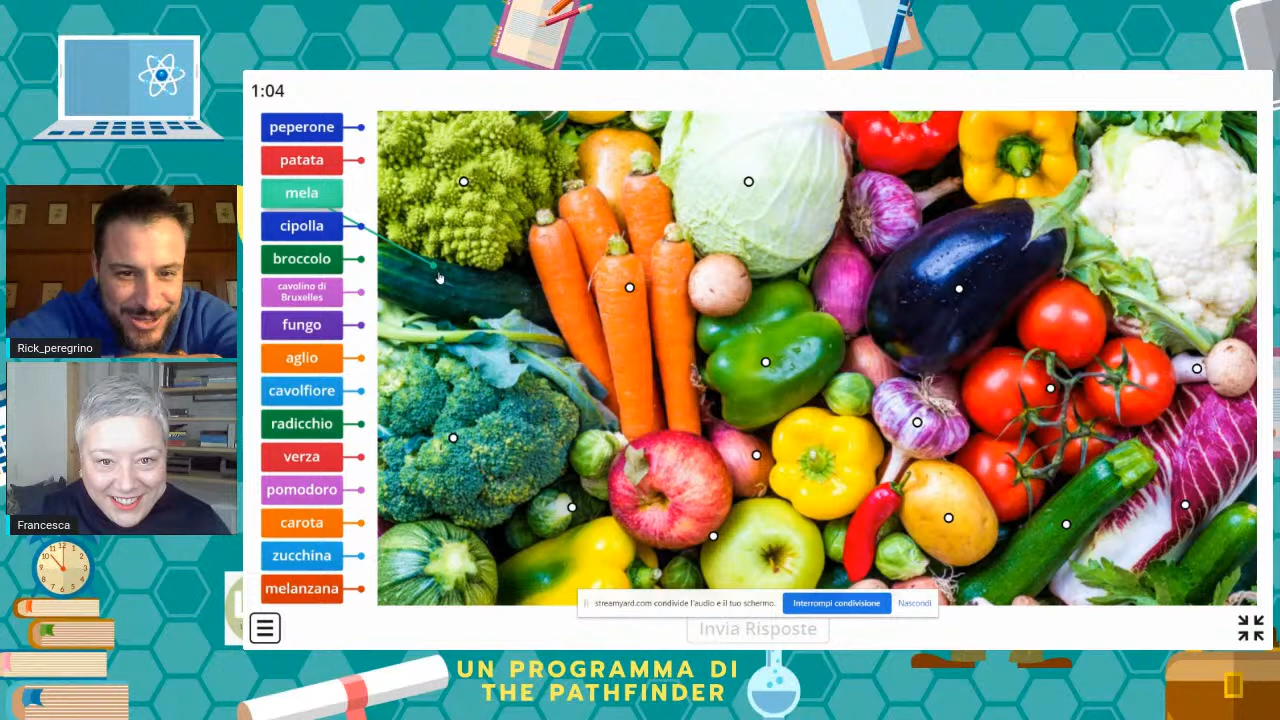 1:04
peperone
patata
mela
cipolla
broccolo
cavolino di
Bruxelles
fungo
aglio
cavolfiore
radicchio
verza
pomodoro
carota
zucchina
melanzana
Rick_peregrino
Francesca
streamyard.com condivide l'audio e il tuo schermo.
Interrompi condivisione
Nascondi
Invia Risposte
UN PROGRAMMA DI
THE PATHFINDER